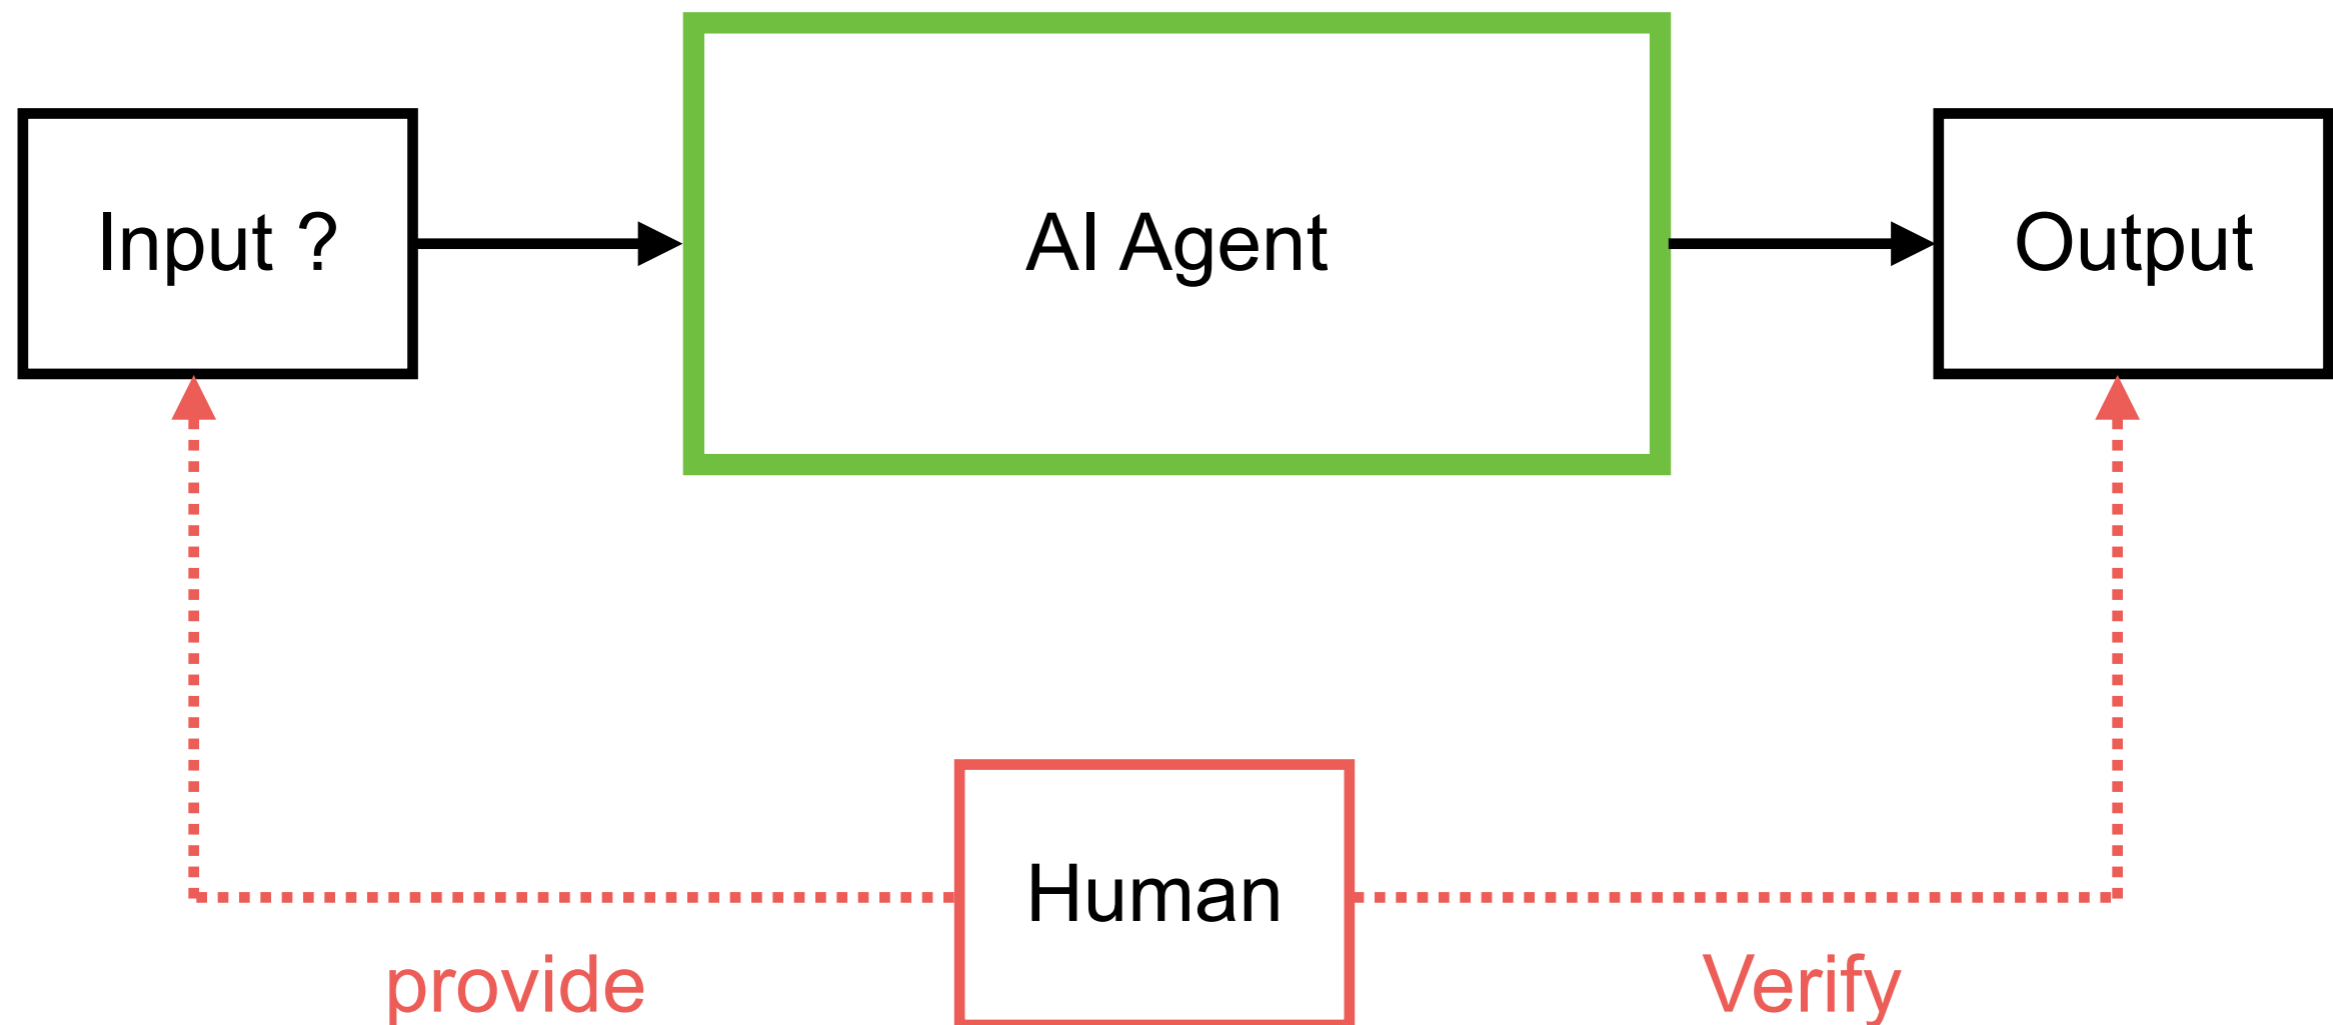 Input ?
AI Agent
Output
Human
provide
Verify